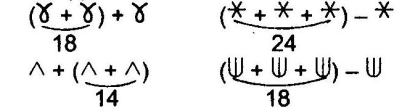 (ɤ + ɤ) + ɤ (* + * + *) – *
18 24
∧ + (∧ + ∧) (Ψ + Ψ + Ψ) – Ψ
14 18